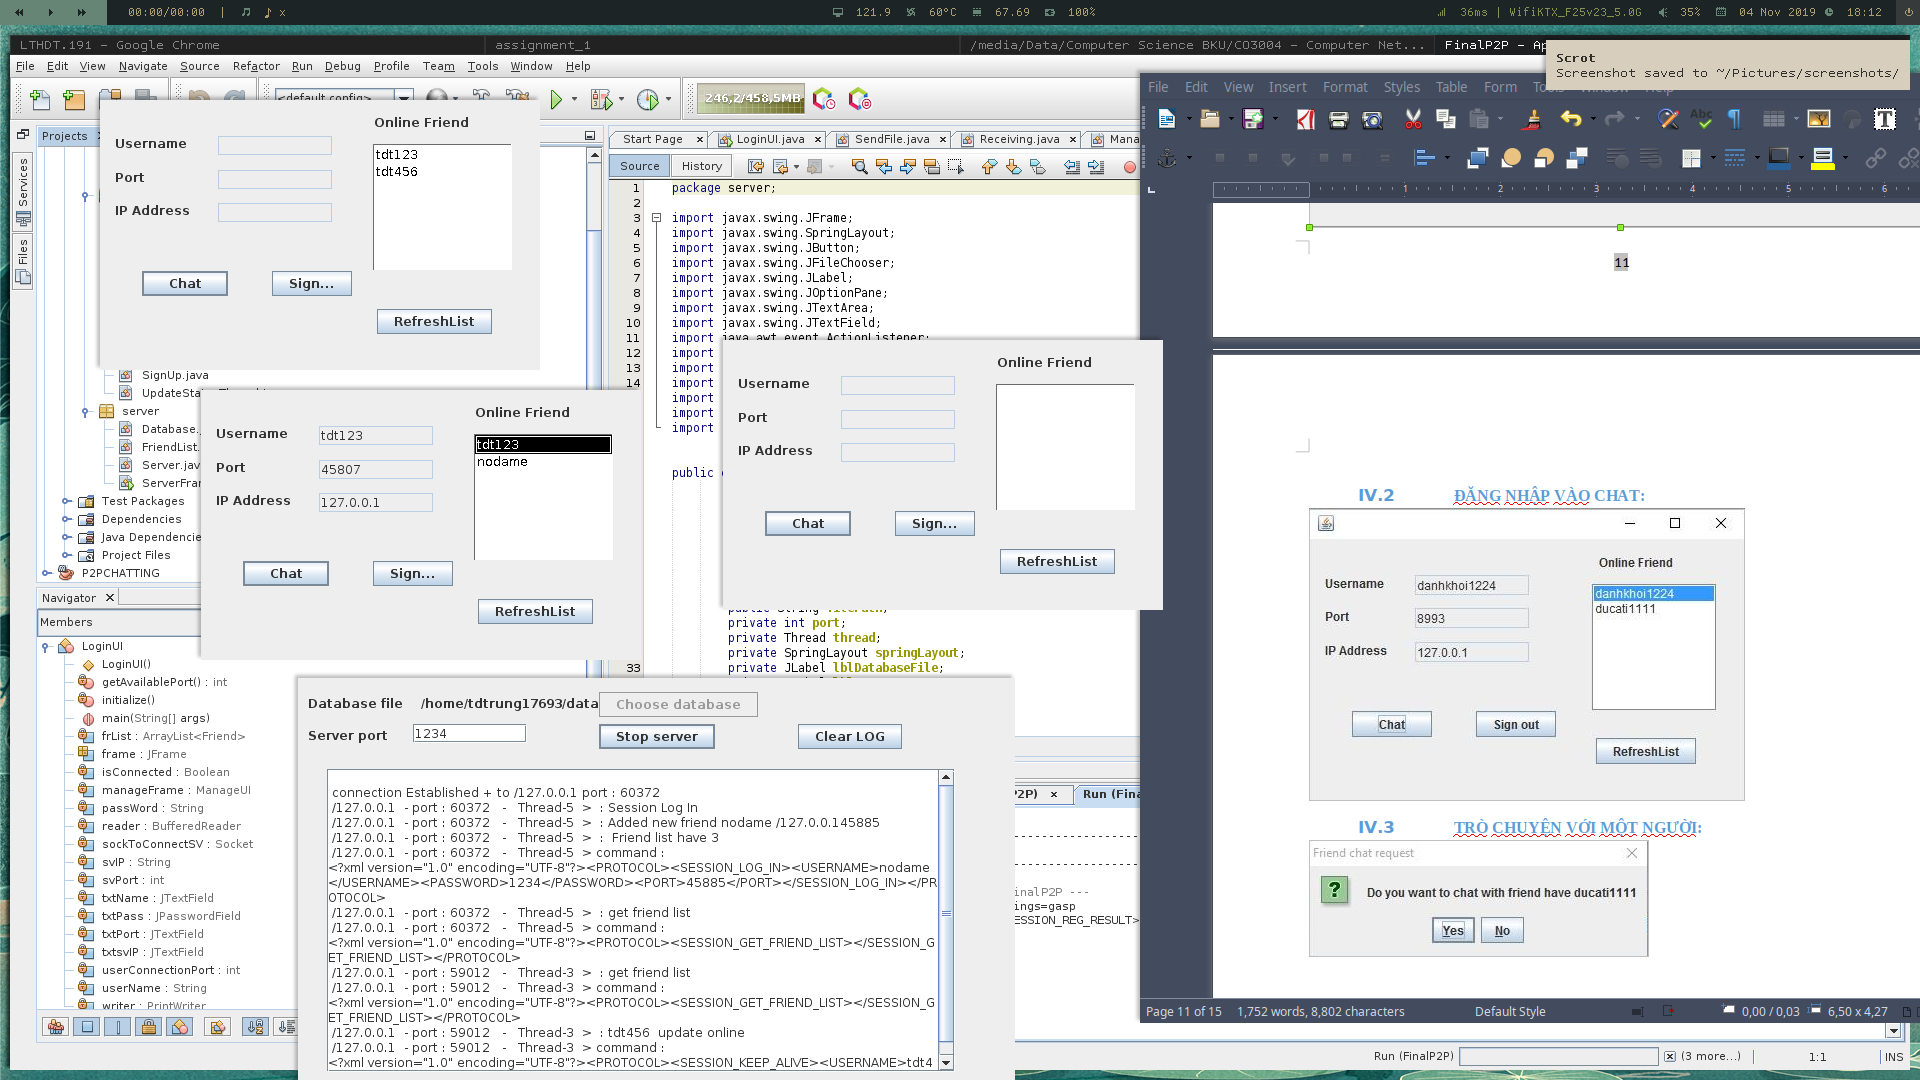 00:00/00:00 | x
121.9 60°C 67.69 100%
36ms | WifiKTX_F25v23_5.0G 35% 04 Nov 2019 18:12
LTHDT.191 - Google Chrome
assignment_1
/media/Data/Computer Science BKU/CO3004 - Computer Net...
FinalP2P - Ap
Scrot
Screenshot saved to ~/Pictures/screenshots/
File Edit View Navigate Source Refactor Run Debug Profile Team Tools Window Help
<default config>
246,2/458,5MB
Projects
Services
Files
Start Page
LoginUI.java
SendFile.java
Receiving.java
Mana
Source History
1 package server;
2
3 import javax.swing.JFrame;
4 import javax.swing.SpringLayout;
5 import javax.swing.JButton;
6 import javax.swing.JFileChooser;
7 import javax.swing.JLabel;
8 import javax.swing.JOptionPane;
9 import javax.swing.JTextArea;
10 import javax.swing.JTextField;
11 import java.awt.event.ActionListener;
12 import
13 import
14 import
import
import
import
public
private int port;
private Thread thread;
private SpringLayout springLayout;
33 private JLabel lblDatabaseFile;
Online Friend
Username
Port
IP Address
tdt123
tdt456
Chat
Sign...
RefreshList
SignUp.java
server
Database.
FriendList.
Server.jav
ServerFra
Test Packages
Dependencies
Java Dependencie
Project Files
P2PCHATTING
Online Friend
Username tdt123
Port 45807
IP Address 127.0.0.1
tdt123
nodame
Chat
Sign...
RefreshList
Online Friend
Username
Port
IP Address
Chat
Sign...
RefreshList
Navigator
Members
LoginUI
LoginUI()
getAvailablePort() : int
initialize()
main(String[] args)
frList : ArrayList<Friend>
frame : JFrame
isConnected : Boolean
manageFrame : ManageUI
passWord : String
reader : BufferedReader
sockToConnectSV : Socket
svIP : String
svPort : int
txtName : JTextField
txtPass : JPasswordField
txtPort : JTextField
txtsvIP : JTextField
userConnectionPort : int
userName : String
writer : PrintWriter
Database file /home/tdtrung17693/data
Choose database
Server port 1234
Stop server
Clear LOG
connection Established + to /127.0.0.1 port : 60372
/127.0.0.1 - port : 60372 - Thread-5 > : Session Log In
/127.0.0.1 - port : 60372 - Thread-5 > : Added new friend nodame /127.0.0.145885
/127.0.0.1 - port : 60372 - Thread-5 > : Friend list have 3
/127.0.0.1 - port : 60372 - Thread-5 > command :
<?xml version="1.0" encoding="UTF-8"?><PROTOCOL><SESSION_LOG_IN><USERNAME>nodame
</USERNAME><PASSWORD>1234</PASSWORD><PORT>45885</PORT></SESSION_LOG_IN></PR
OTOCOL>
/127.0.0.1 - port : 60372 - Thread-5 > : get friend list
/127.0.0.1 - port : 60372 - Thread-5 > command :
<?xml version="1.0" encoding="UTF-8"?><PROTOCOL><SESSION_GET_FRIEND_LIST></SESSION_G
ET_FRIEND_LIST></PROTOCOL>
/127.0.0.1 - port : 59012 - Thread-3 > : get friend list
/127.0.0.1 - port : 59012 - Thread-3 > command :
<?xml version="1.0" encoding="UTF-8"?><PROTOCOL><SESSION_GET_FRIEND_LIST></SESSION_G
ET_FRIEND_LIST></PROTOCOL>
/127.0.0.1 - port : 59012 - Thread-3 > : tdt456 update online
/127.0.0.1 - port : 59012 - Thread-3 > command :
<?xml version="1.0" encoding="UTF-8"?><PROTOCOL><SESSION_KEEP_ALIVE><USERNAME>tdt4
P2P)
Run (Fina
inalP2P ---
ings=gasp
ESSION_REG_RESULT>
File Edit View Insert Format Styles Table Form
1 2 3 4 5 6
11
IV.2 ĐĂNG NHẬP VÀO CHAT:
Online Friend
Username danhkhoi1224
Port 8993
IP Address 127.0.0.1
danhkhoi1224
ducati1111
Chat
Sign out
RefreshList
IV.3 TRÒ CHUYỆN VỚI MỘT NGƯỜI:
Friend chat request
Do you want to chat with friend have ducati1111
Yes
No
Page 11 of 15 1,752 words, 8,802 characters Default Style 0,00 / 0,03 6,50 x 4,27
Run (FinalP2P) (3 more...) 1:1 INS